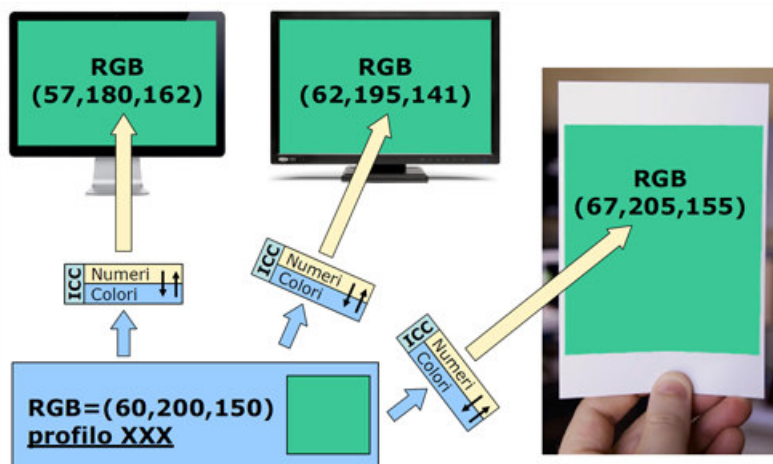 RGB
(57,180,162)
RGB
(62,195,141)
RGB
(67,205,155)
ICC
Numeri
Colori
ICC
Numeri
Colori
ICC
Numeri
Colori
RGB=(60,200,150)
profilo XXX